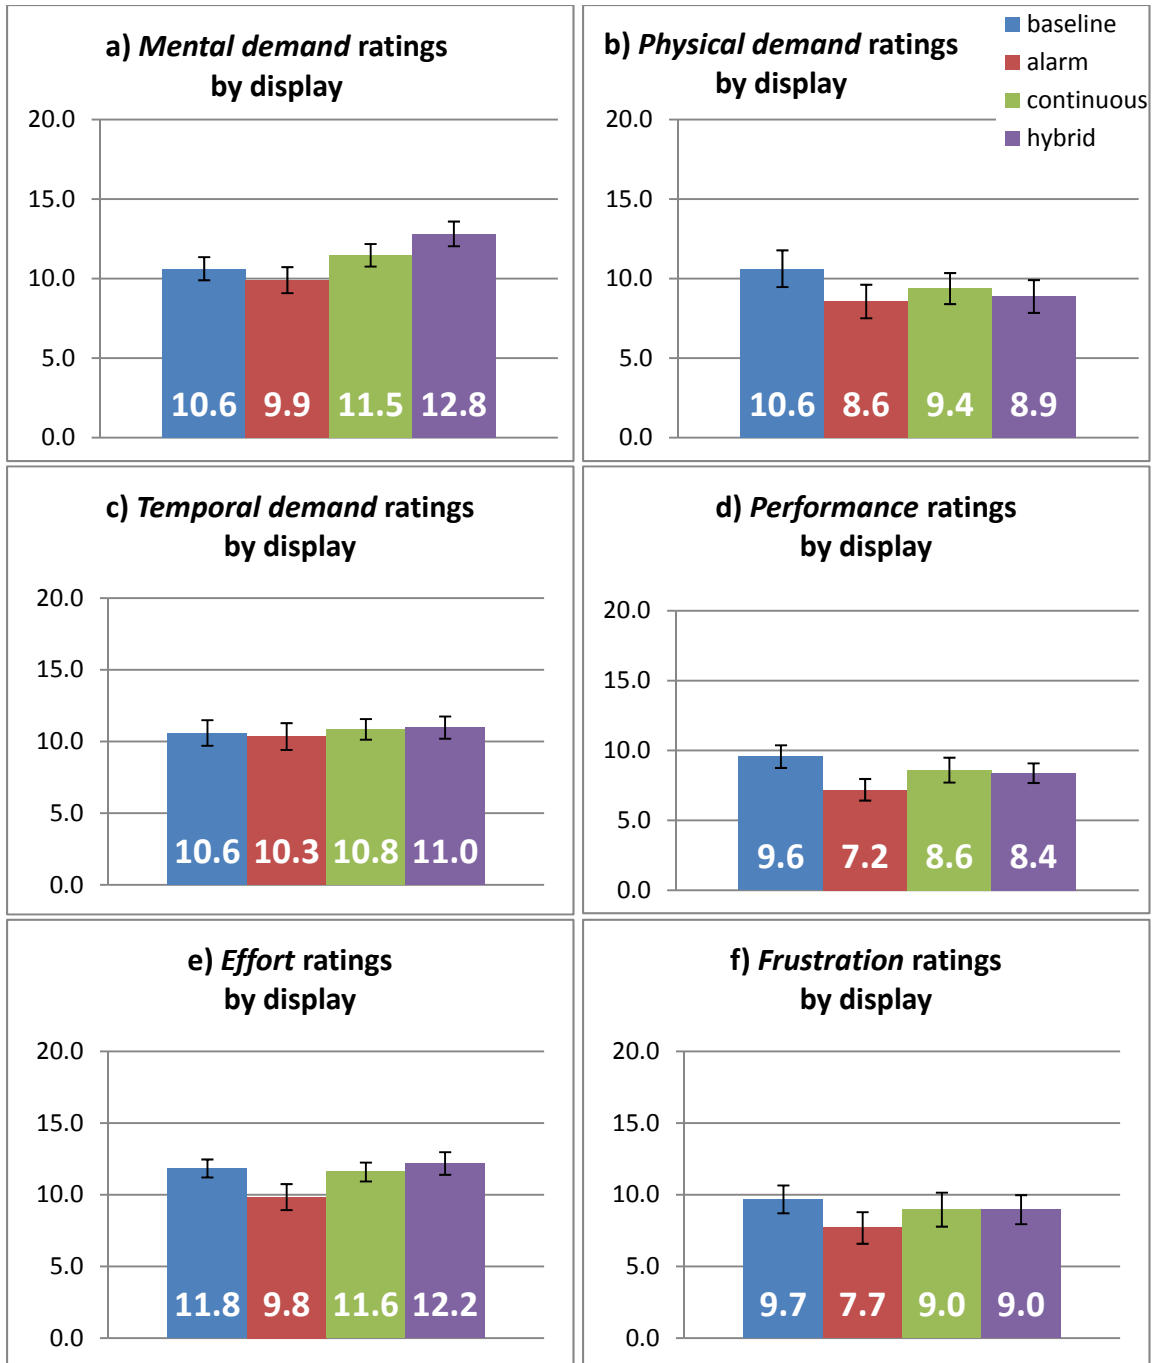 a) Mental demand ratings
by display
20.0
15.0
10.0
5.0
0.0
10.6 9.9 11.5 12.8
b) Physical demand ratings
by display
baseline
alarm
continuous
hybrid
20.0
15.0
10.0
5.0
0.0
10.6 8.6 9.4 8.9
c) Temporal demand ratings
by display
20.0
15.0
10.0
5.0
0.0
10.6 10.3 10.8 11.0
d) Performance ratings
by display
20.0
15.0
10.0
5.0
0.0
9.6 7.2 8.6 8.4
e) Effort ratings
by display
20.0
15.0
10.0
5.0
0.0
11.8 9.8 11.6 12.2
f) Frustration ratings
by display
20.0
15.0
10.0
5.0
0.0
9.7 7.7 9.0 9.0